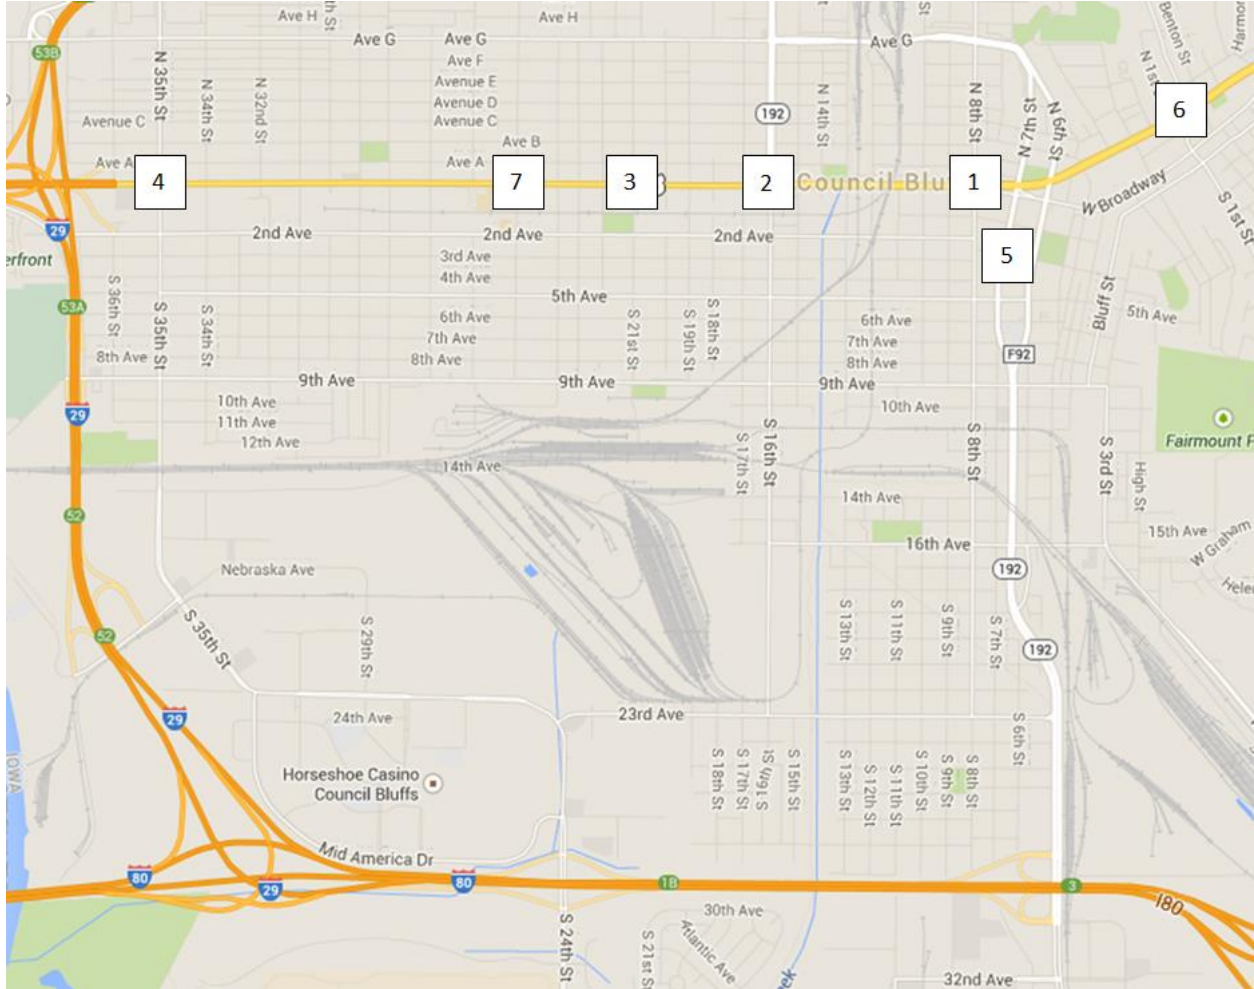 Ave H
Ave H
Benton St
Harmor
53B
Ave G
Ave G
Ave G
N 35th St
Ave F
N 34th St
N 32nd St
Avenue E
Avenue D
Avenue C
Avenue C
192
N 14th St
N 8th St
N 7th St
N 6th St
N 1st
6
Ave B
Ave A
Ave A
4
7
3
2
Council Blu
1
W Broadway
S 1st St
29
2nd Ave
2nd Ave
2nd Ave
5
erfront
3rd Ave
4th Ave
53A
S 36th St
S 35th St
S 34th St
5th Ave
S 21st St
S 19th St
S 18th St
Bluff St
5th Ave
6th Ave
7th Ave
8th Ave
6th Ave
7th Ave
8th Ave
8th Ave
F92
9th Ave
9th Ave
9th Ave
29
10th Ave
11th Ave
12th Ave
10th Ave
Fairmount P
14th Ave
S 17th St
S 16th St
S 8th St
S 3rd St
High St
14th Ave
52
15th Ave
W Graham
16th Ave
Nebraska Ave
192
Helen
S 35th St
S 29th St
S 13th St
S 11th St
S 9th St
S 7th St
52
192
29
24th Ave
23rd Ave
S 6th St
IOWA
Horseshoe Casino
Council Bluffs
S 18th St
S 17th St
S 16th St
S 15th St
S 13th St
S 12th St
S 11th St
S 10th St
S 9th St
S 8th St
Mid America Dr
80
29
80
1B
3
I80
30th Ave
S 24th St
S 21st St
Atlantic Ave
eek
32nd Ave